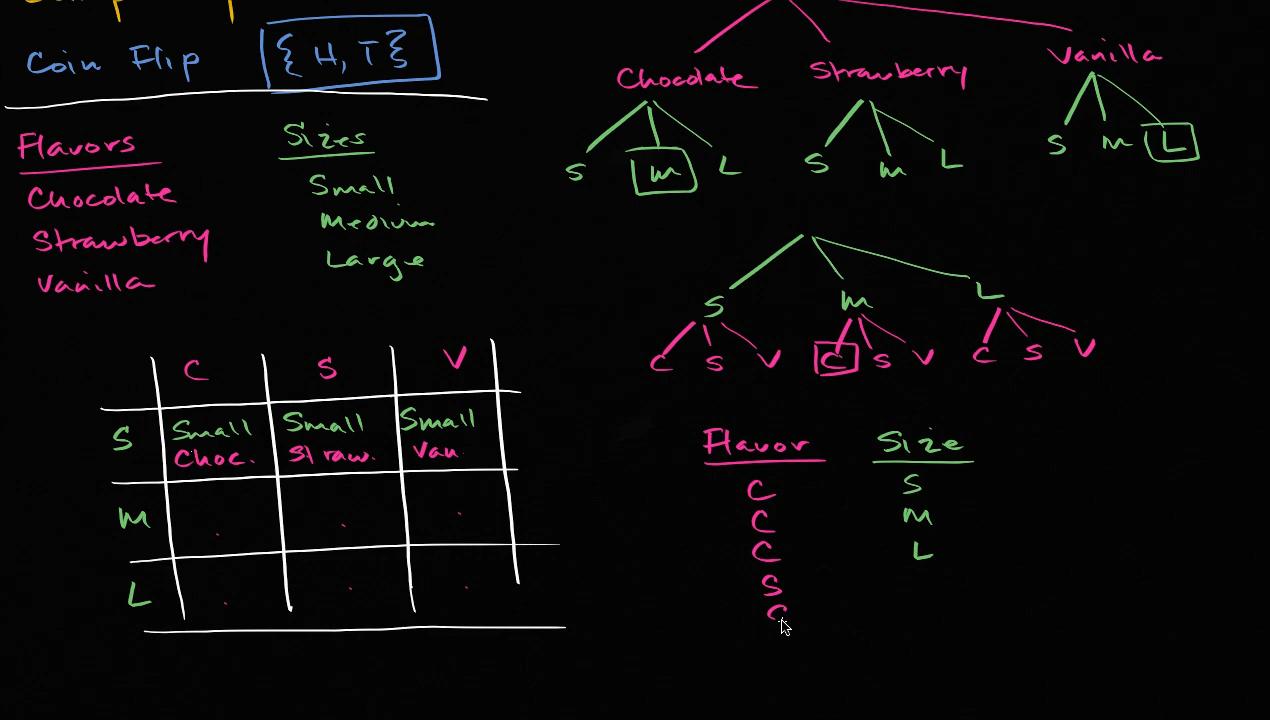 Coin Flip {H, T}
Flavors Sizes
Chocolate Small
Strawberry Medium
Vanilla Large
C S V
S Small Choc. Small Straw. Small Van.
M
L
Chocolate Strawberry Vanilla
S M L S M L S M L
S M L
C S V C S V C S V
Flavor Size
C S
C M
C L
S